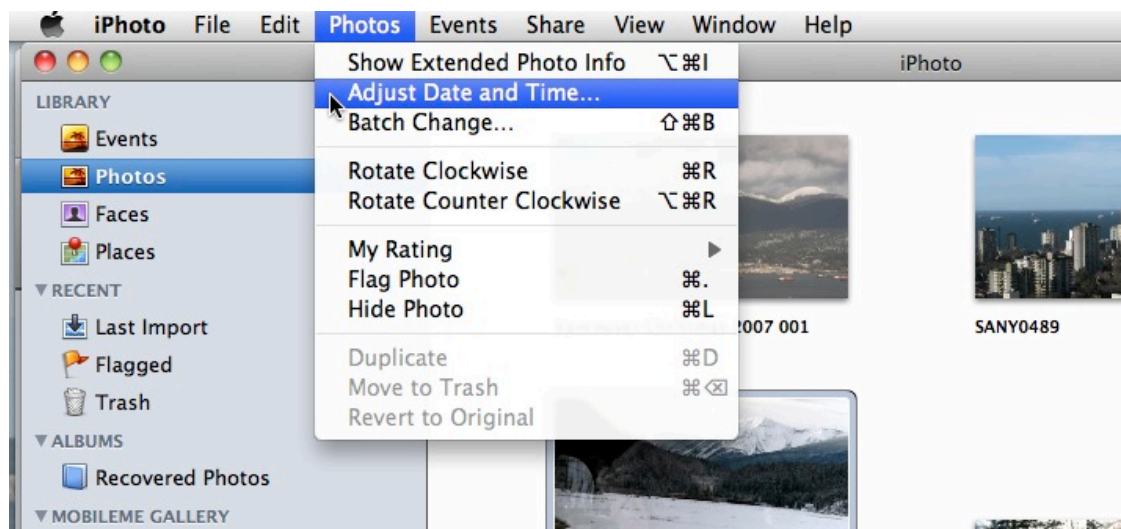 iPhoto File Edit Photos Events Share View Window Help
iPhoto
LIBRARY
Events
Photos
Faces
Places
RECENT
Last Import
Flagged
Trash
ALBUMS
Recovered Photos
MOBILEME GALLERY
Show Extended Photo Info ⌥⌘I
Adjust Date and Time...
Batch Change... ⇧⌘B
Rotate Clockwise ⌘R
Rotate Counter Clockwise ⌥⌘R
My Rating
Flag Photo ⌘.
Hide Photo ⌘L
Duplicate ⌘D
Move to Trash ⌘⌫
Revert to Original
2007 001
SANY0489